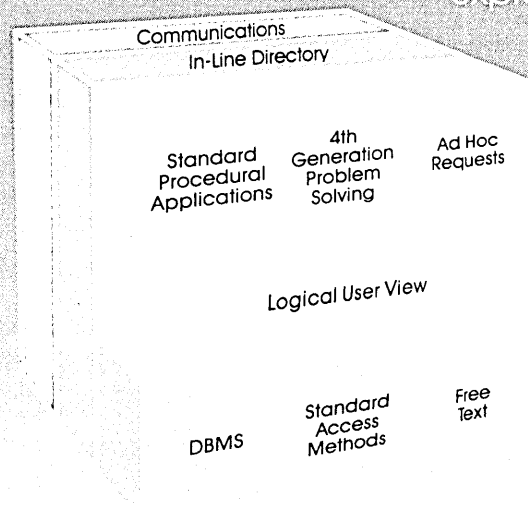 Communications
In-Line Directory
Standard
Procedural
Applications
4th
Generation
Problem
Solving
Ad Hoc
Requests
Logical User View
DBMS
Standard
Access
Methods
Free
Text